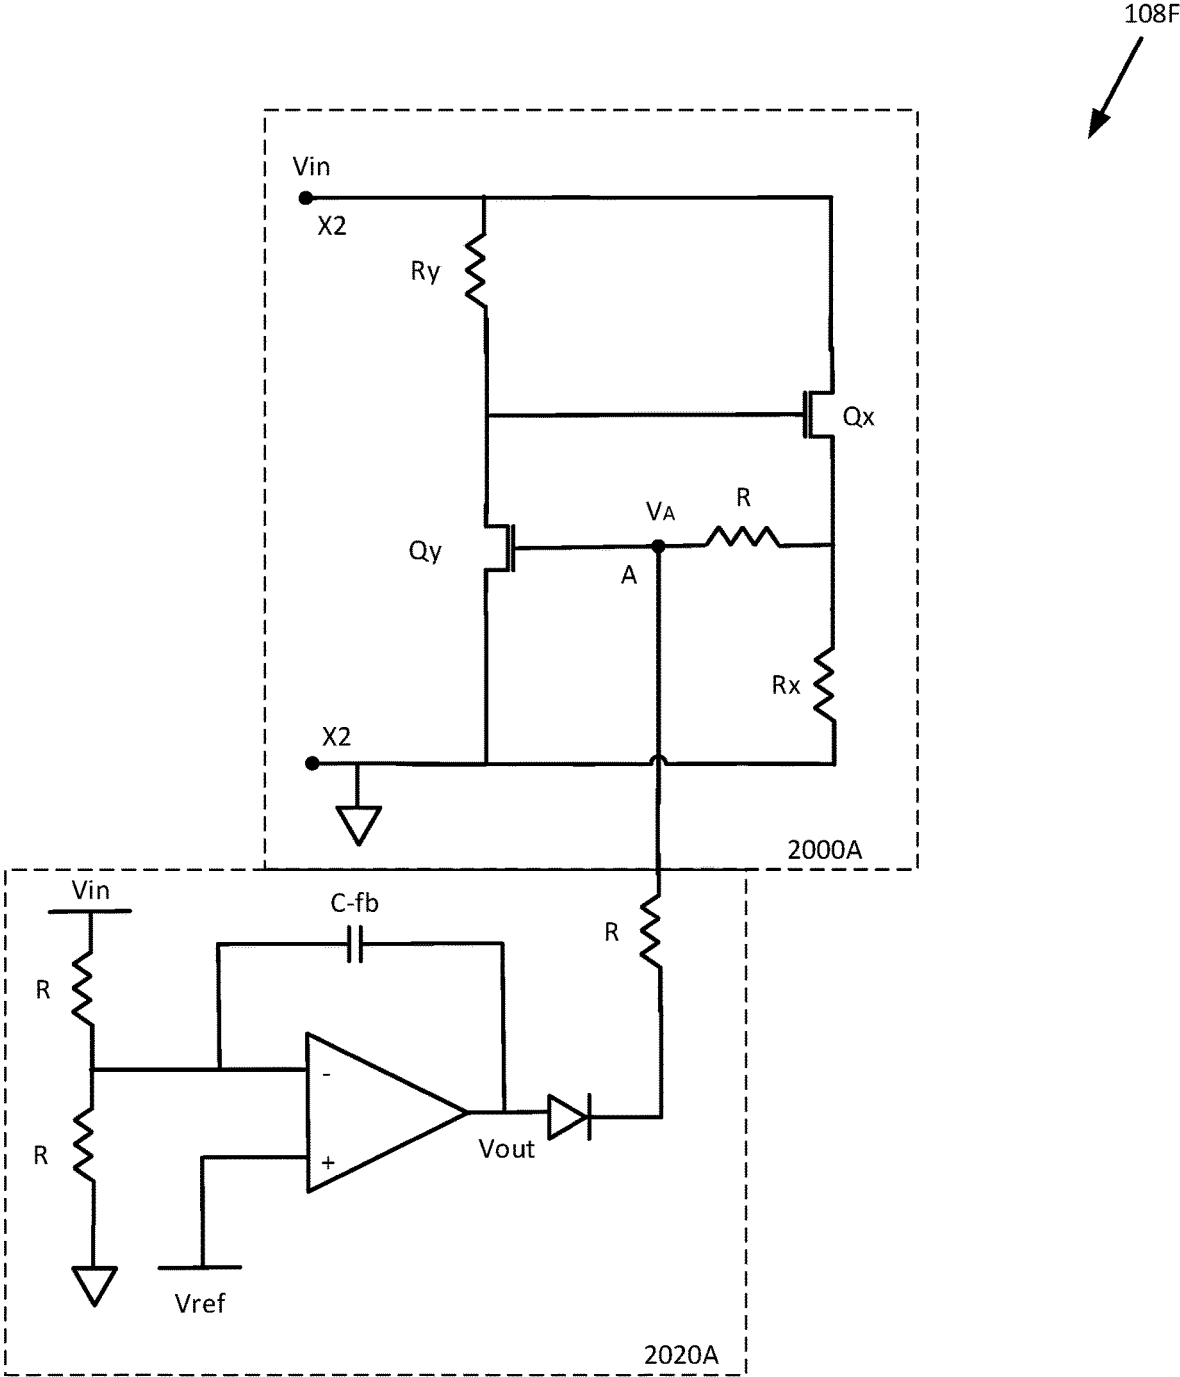 108F
Vin
X2
Ry
Qx
R
VA
Qy
A
Rx
X2
2000A
Vin
C-fb
R
R
-
Vout
R
+
Vref
2020A